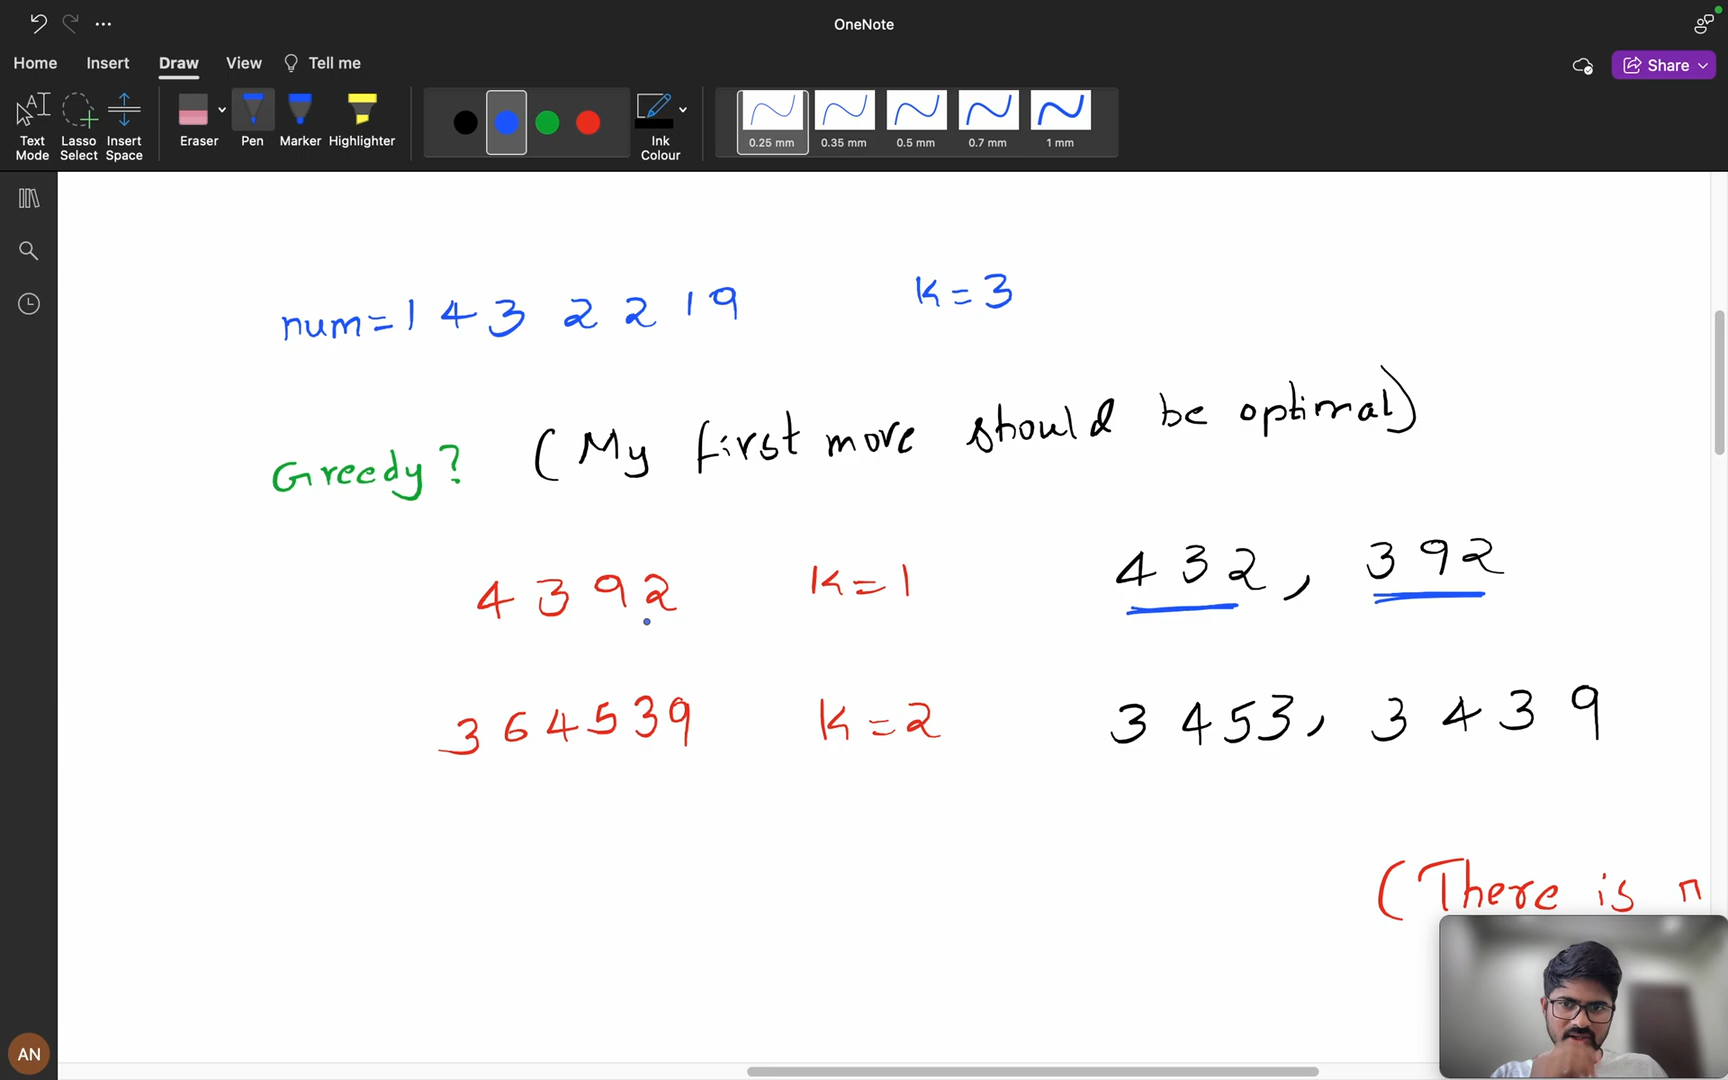 OneNote
Home Insert Draw View Tell me
Share
Text Mode
Lasso Select
Insert Space
Eraser
Pen
Marker
Highlighter
Ink Colour
0.25 mm
0.35 mm
0.5 mm
0.7 mm
1 mm
num=1 4 3 2 2 1 9 K=3
Greedy? (My first more should be optimal)
4 3 9 2 K=1 4 3 2, 3 9 2
3 6 4 5 3 9 K=2 3 4 5 3, 3 4 3 9
(There is n
AN